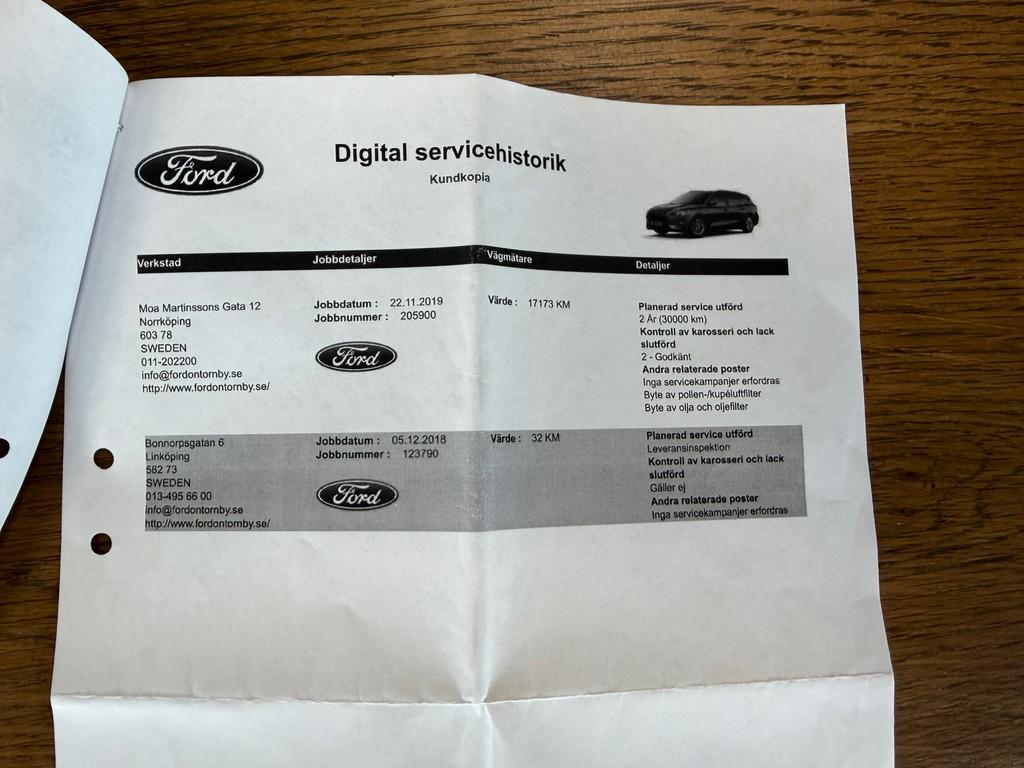 Ford
Digital servicehistorik
Kundkopia
Verkstad Jobbdetaljer Vägmätare Detaljer
Moa Martinssons Gata 12
Norrköping
603 78
SWEDEN
011-202200
info@fordontornby.se
http://www.fordontornby.se/
Jobbdatum : 22.11.2019
Jobbnummer : 205900
Ford
Värde : 17173 KM
Planerad service utförd
2 År (30000 km)
Kontroll av karosseri och lack
slutförd
2 - Godkänt
Andra relaterade poster
Inga servicekampanjer erfordras
Byte av pollen-/kupéluftfilter
Byte av olja och oljefilter
Bonnorpsgatan 6
Linköping
582 73
SWEDEN
013-495 66 00
info@fordontornby.se
http://www.fordontornby.se/
Jobbdatum : 05.12.2018
Jobbnummer : 123790
Ford
Värde : 32 KM
Planerad service utförd
Leveransinspektion
Kontroll av karosseri och lack
slutförd
Gäller ej
Andra relaterade poster
Inga servicekampanjer erfordras